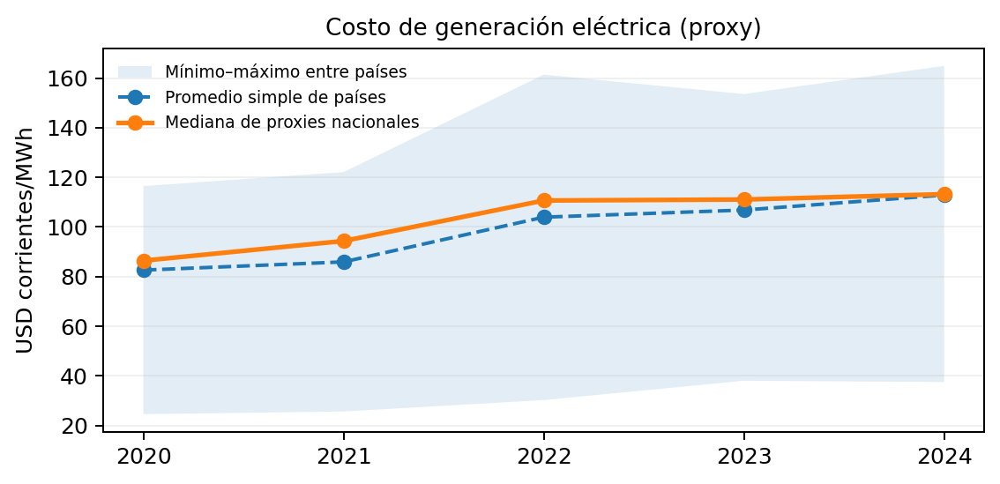 Costo de generación eléctrica (proxy)
USD corrientes/MWh
160
140
120
100
80
60
40
20
Mínimo–máximo entre países
Promedio simple de países
Mediana de proxies nacionales
2020 2021 2022 2023 2024